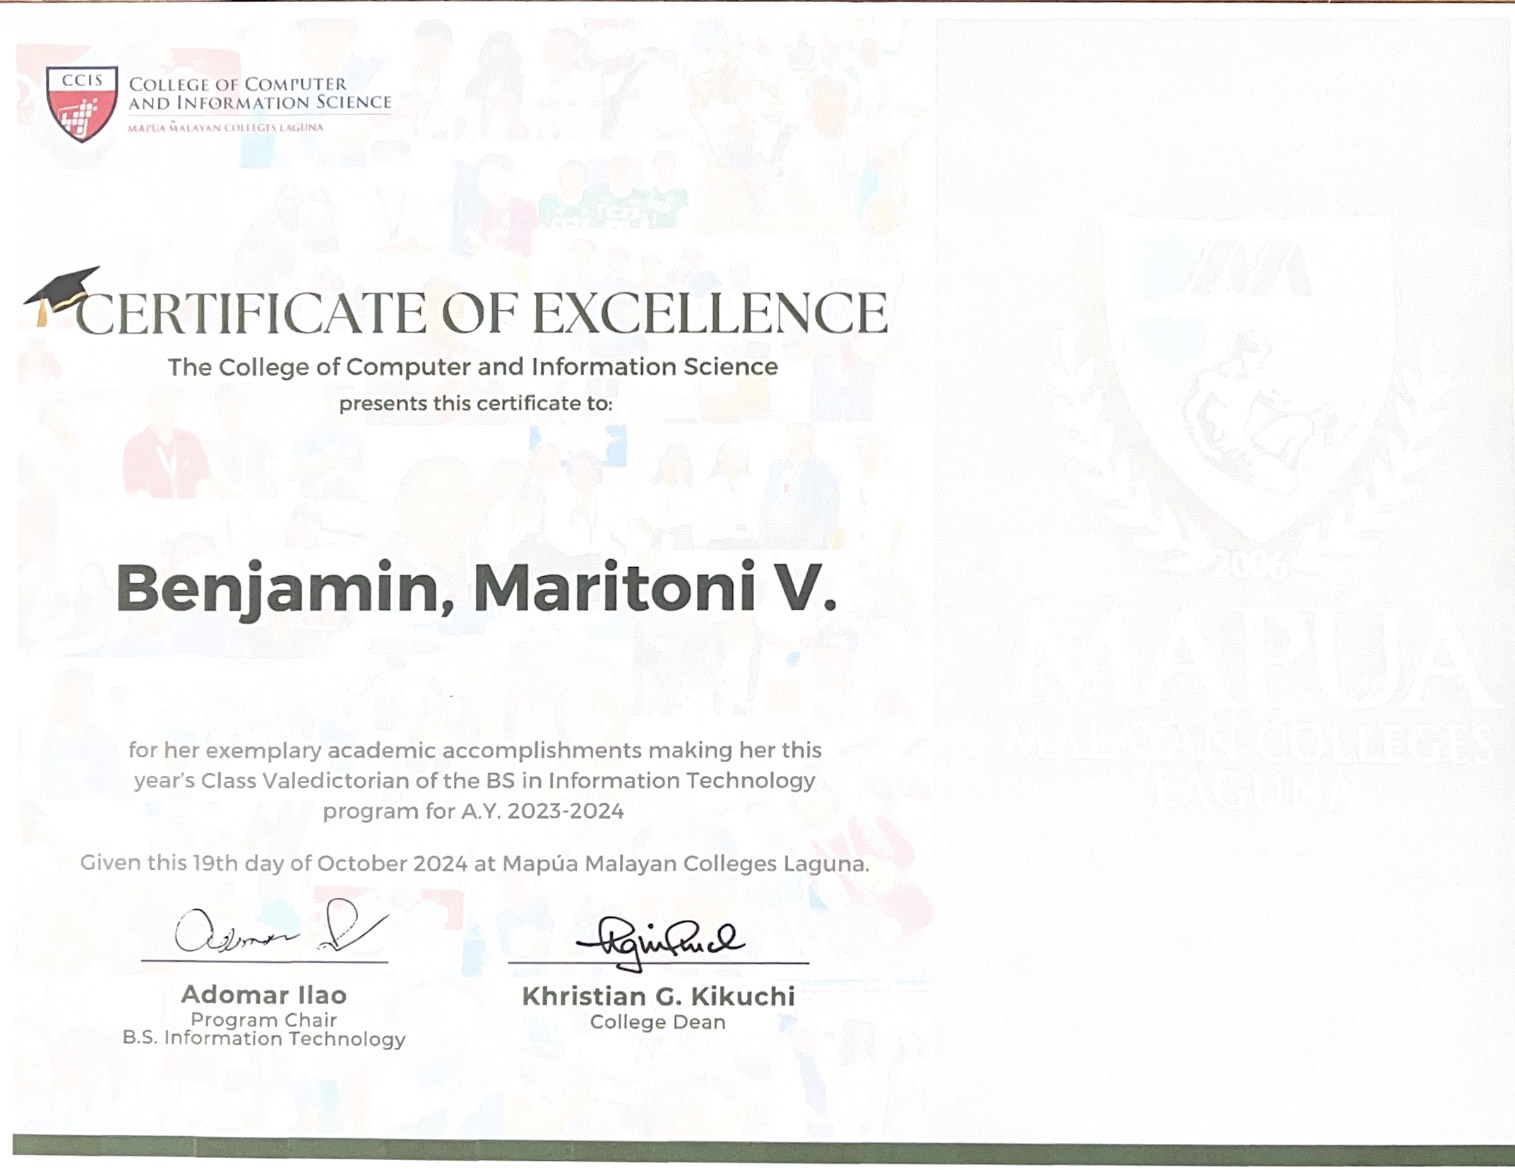 CCIS
COLLEGE OF COMPUTER
AND INFORMATION SCIENCE
MAPÚA MALAYAN COLLEGES LAGUNA
CERTIFICATE OF EXCELLENCE
The College of Computer and Information Science
presents this certificate to:
Benjamin, Maritoni V.
for her exemplary academic accomplishments making her this
year's Class Valedictorian of the BS in Information Technology
program for A.Y. 2023-2024
Given this 19th day of October 2024 at Mapúa Malayan Colleges Laguna.
Adomar Ilao
Program Chair
B.S. Information Technology
Khristian G. Kikuchi
College Dean
2006
MAPÚA
MALAYAN COLLEGES
LAGUNA